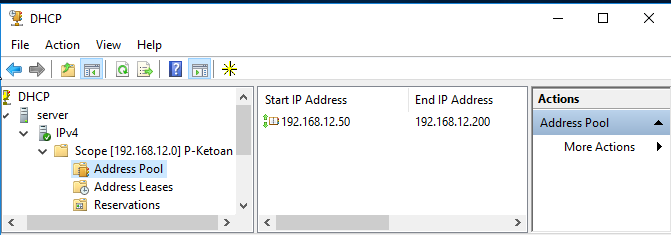 DHCP
File Action View Help
DHCP
server
IPv4
Scope [192.168.12.0] P-Ketoan
Address Pool
Address Leases
Reservations
Start IP Address End IP Address
192.168.12.50 192.168.12.200
Actions
Address Pool
More Actions